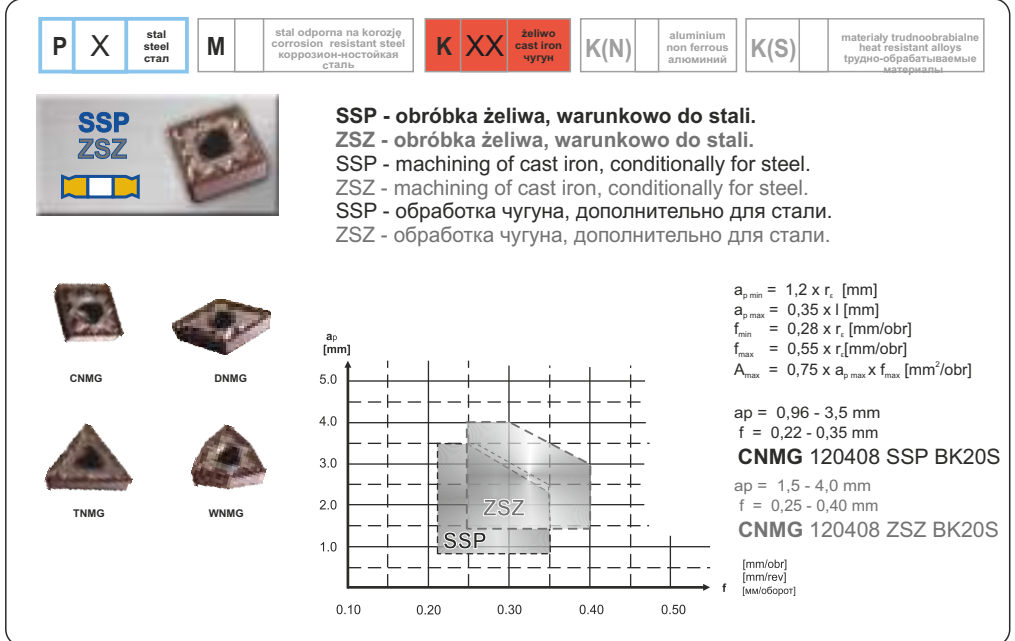 P X stal
steel
стал
M stal odporna na korozję
corrosion resistant steel
коррозион-ностойкая
сталь
K XX żeliwo
cast iron
чугун
K(N) aluminium
non ferrous
алюминий
K(S) materiały trudnoobrabialne
heat resistant alloys
tрудно-обрабатываемые
материалы
SSP
ZSZ
SSP - obróbka żeliwa, warunkowo do stali.
ZSZ - obróbka żeliwa, warunkowo do stali.
SSP - machining of cast iron, conditionally for steel.
ZSZ - machining of cast iron, conditionally for steel.
SSP - обработка чугуна, дополнительно для стали.
ZSZ - обработка чугуна, дополнительно для стали.
CNMG
DNMG
TNMG
WNMG
ap
[mm]
5.0
4.0
3.0
2.0
1.0
ZSZ
SSP
0.10 0.20 0.30 0.40 0.50
f
[mm/obr]
[mm/rev]
[мм/оборот]
ap min = 1,2 x rε [mm]
ap max = 0,35 x l [mm]
fmin = 0,28 x rε [mm/obr]
fmax = 0,55 x rε[mm/obr]
Amax = 0,75 x ap max x fmax [mm²/obr]
ap = 0,96 - 3,5 mm
f = 0,22 - 0,35 mm
CNMG 120408 SSP BK20S
ap = 1,5 - 4,0 mm
f = 0,25 - 0,40 mm
CNMG 120408 ZSZ BK20S